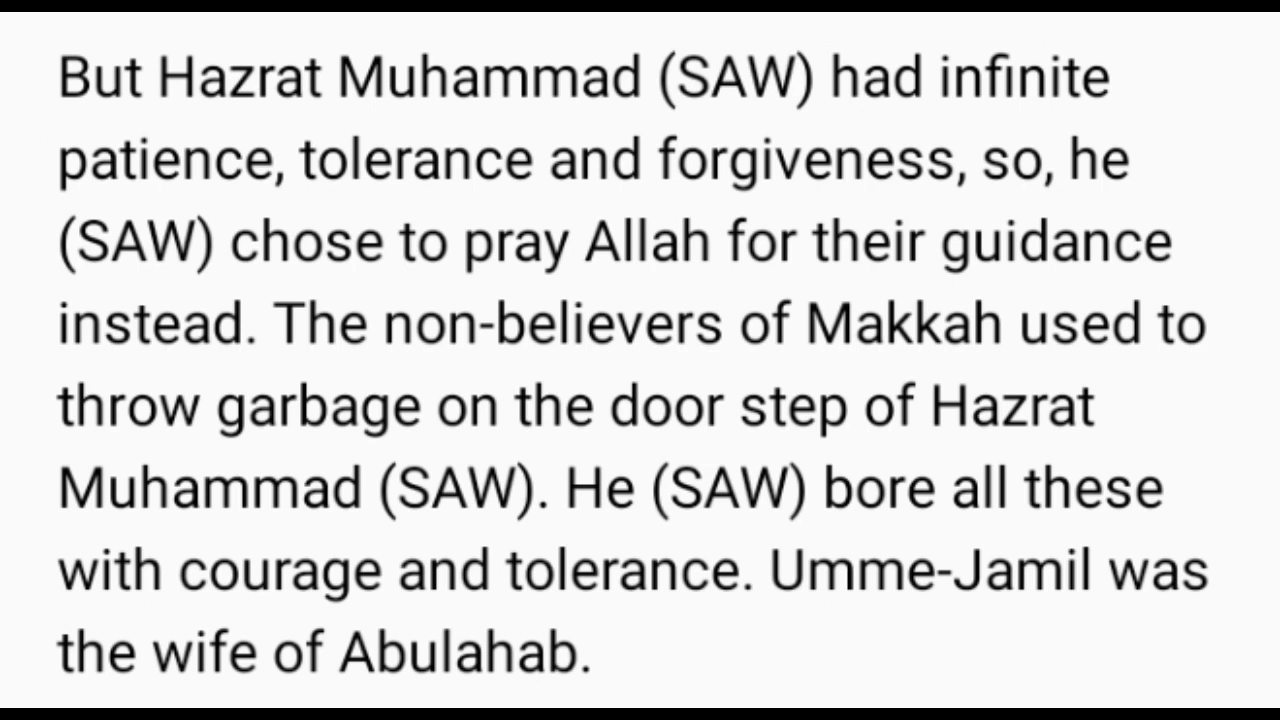 But Hazrat Muhammad (SAW) had infinite
patience, tolerance and forgiveness, so, he
(SAW) chose to pray Allah for their guidance
instead. The non-believers of Makkah used to
throw garbage on the door step of Hazrat
Muhammad (SAW). He (SAW) bore all these
with courage and tolerance. Umme-Jamil was
the wife of Abulahab.